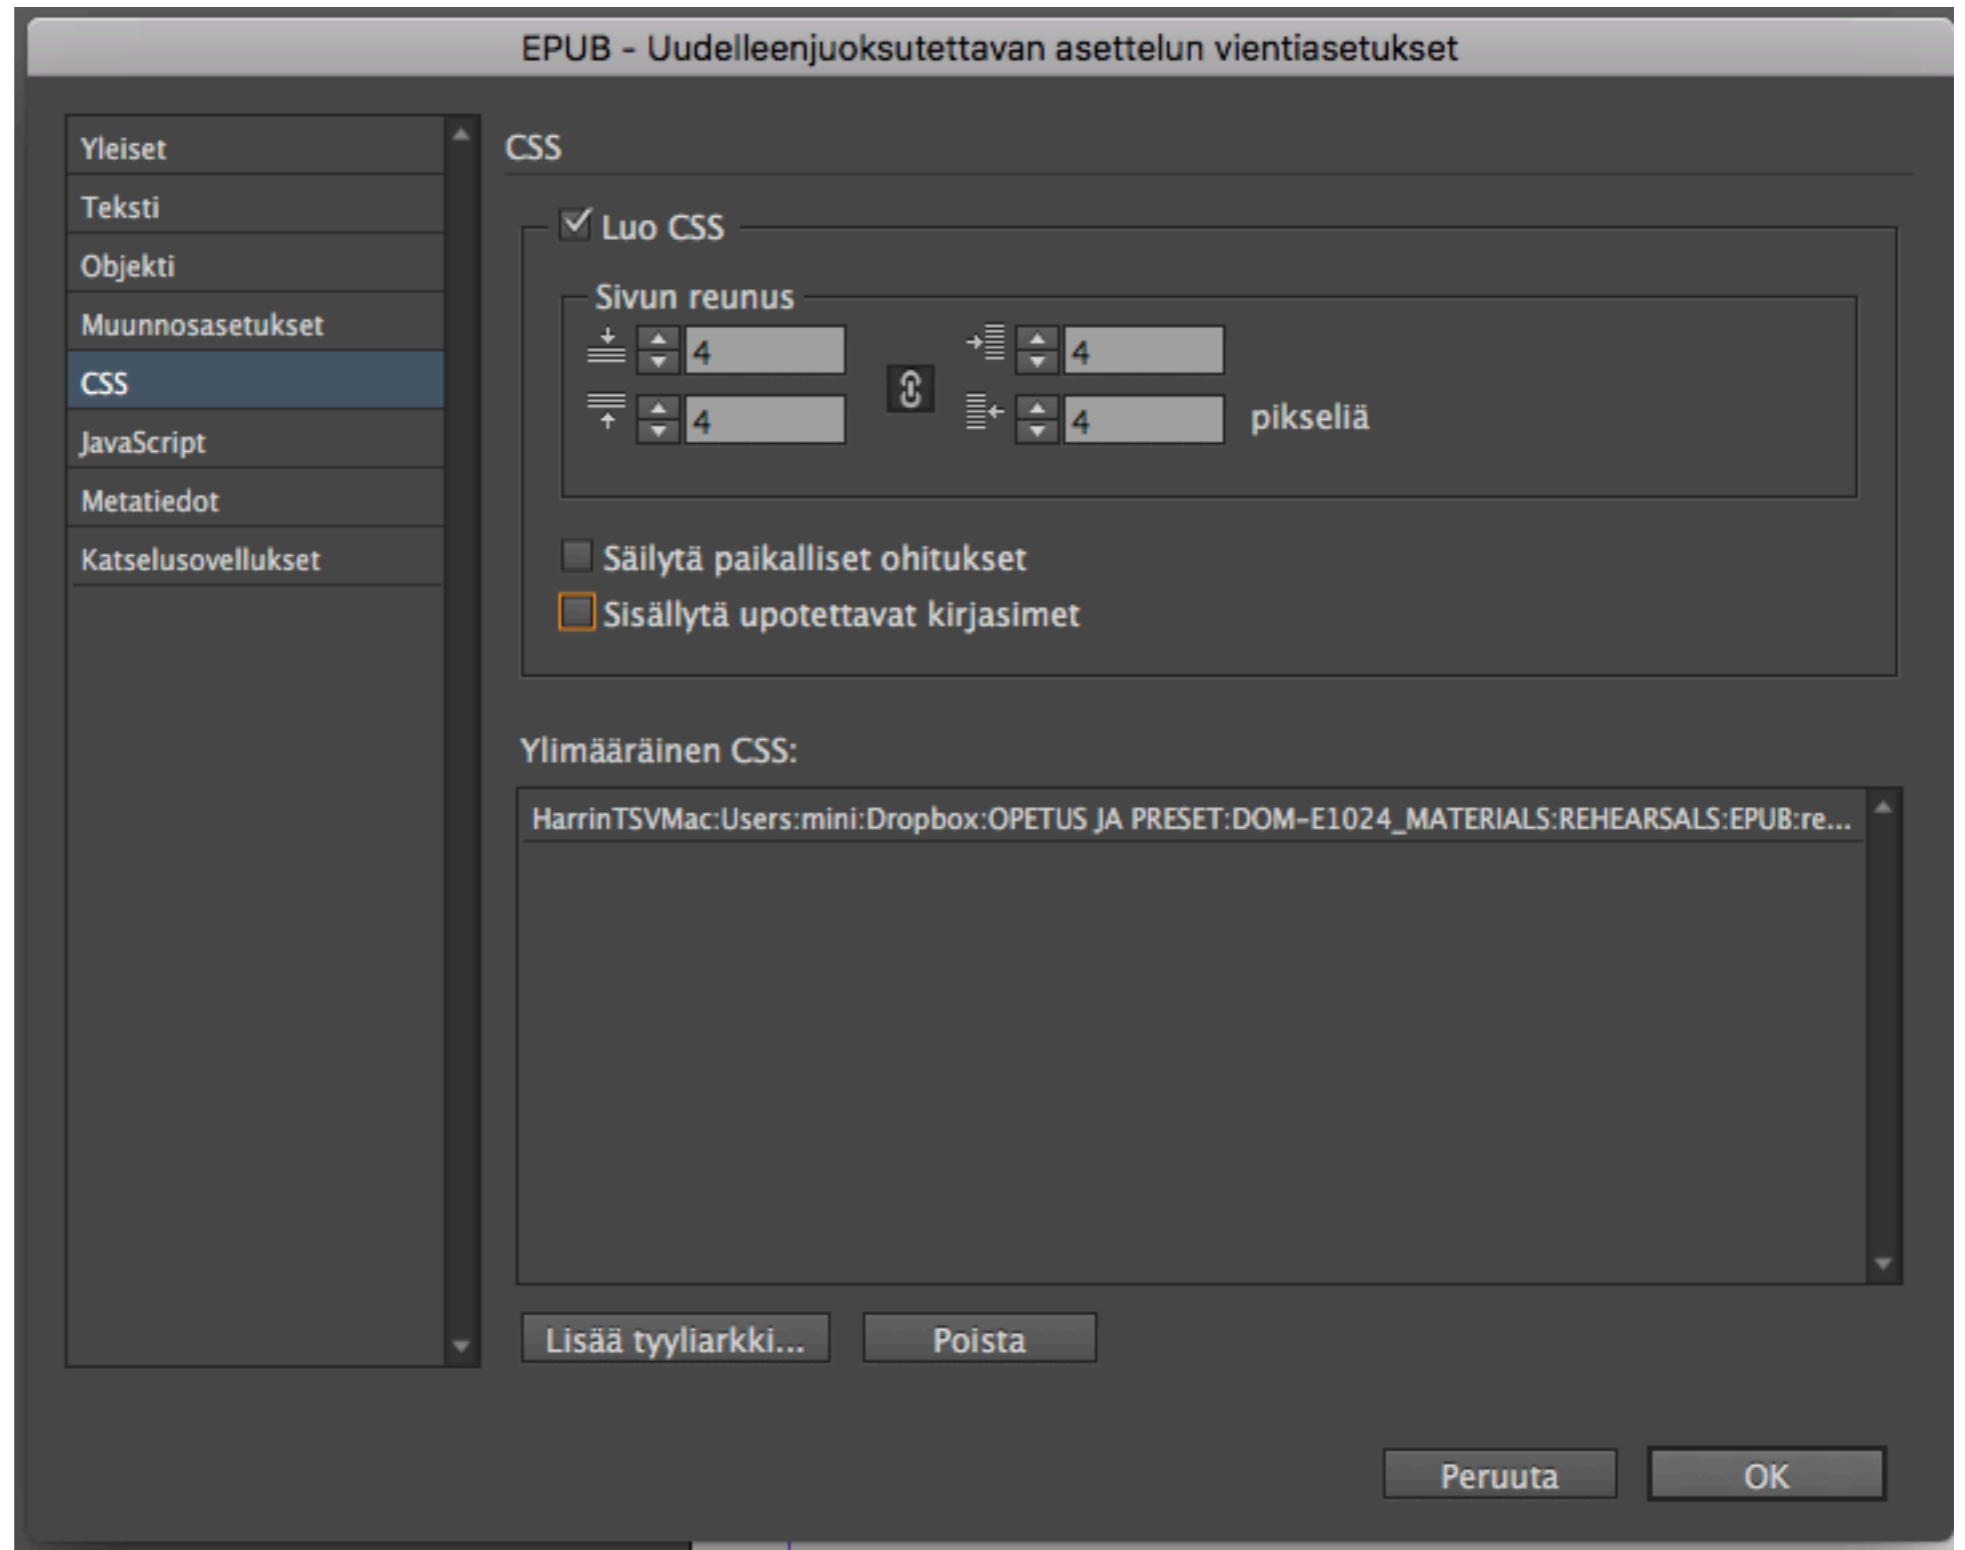 EPUB - Uudelleenjuoksutettavan asettelun vientiasetukset
Yleiset
Teksti
Objekti
Muunnosasetukset
CSS
JavaScript
Metatiedot
Katselusovellukset
CSS
Luo CSS
Sivun reunus
4 4
4 4 pikseliä
Säilytä paikalliset ohitukset
Sisällytä upotettavat kirjasimet
Ylimääräinen CSS:
HarrinTSVMac:Users:mini:Dropbox:OPETUS JA PRESET:DOM-E1024_MATERIALS:REHEARSALS:EPUB:re...
Lisää tyyliarkki... Poista
Peruuta OK